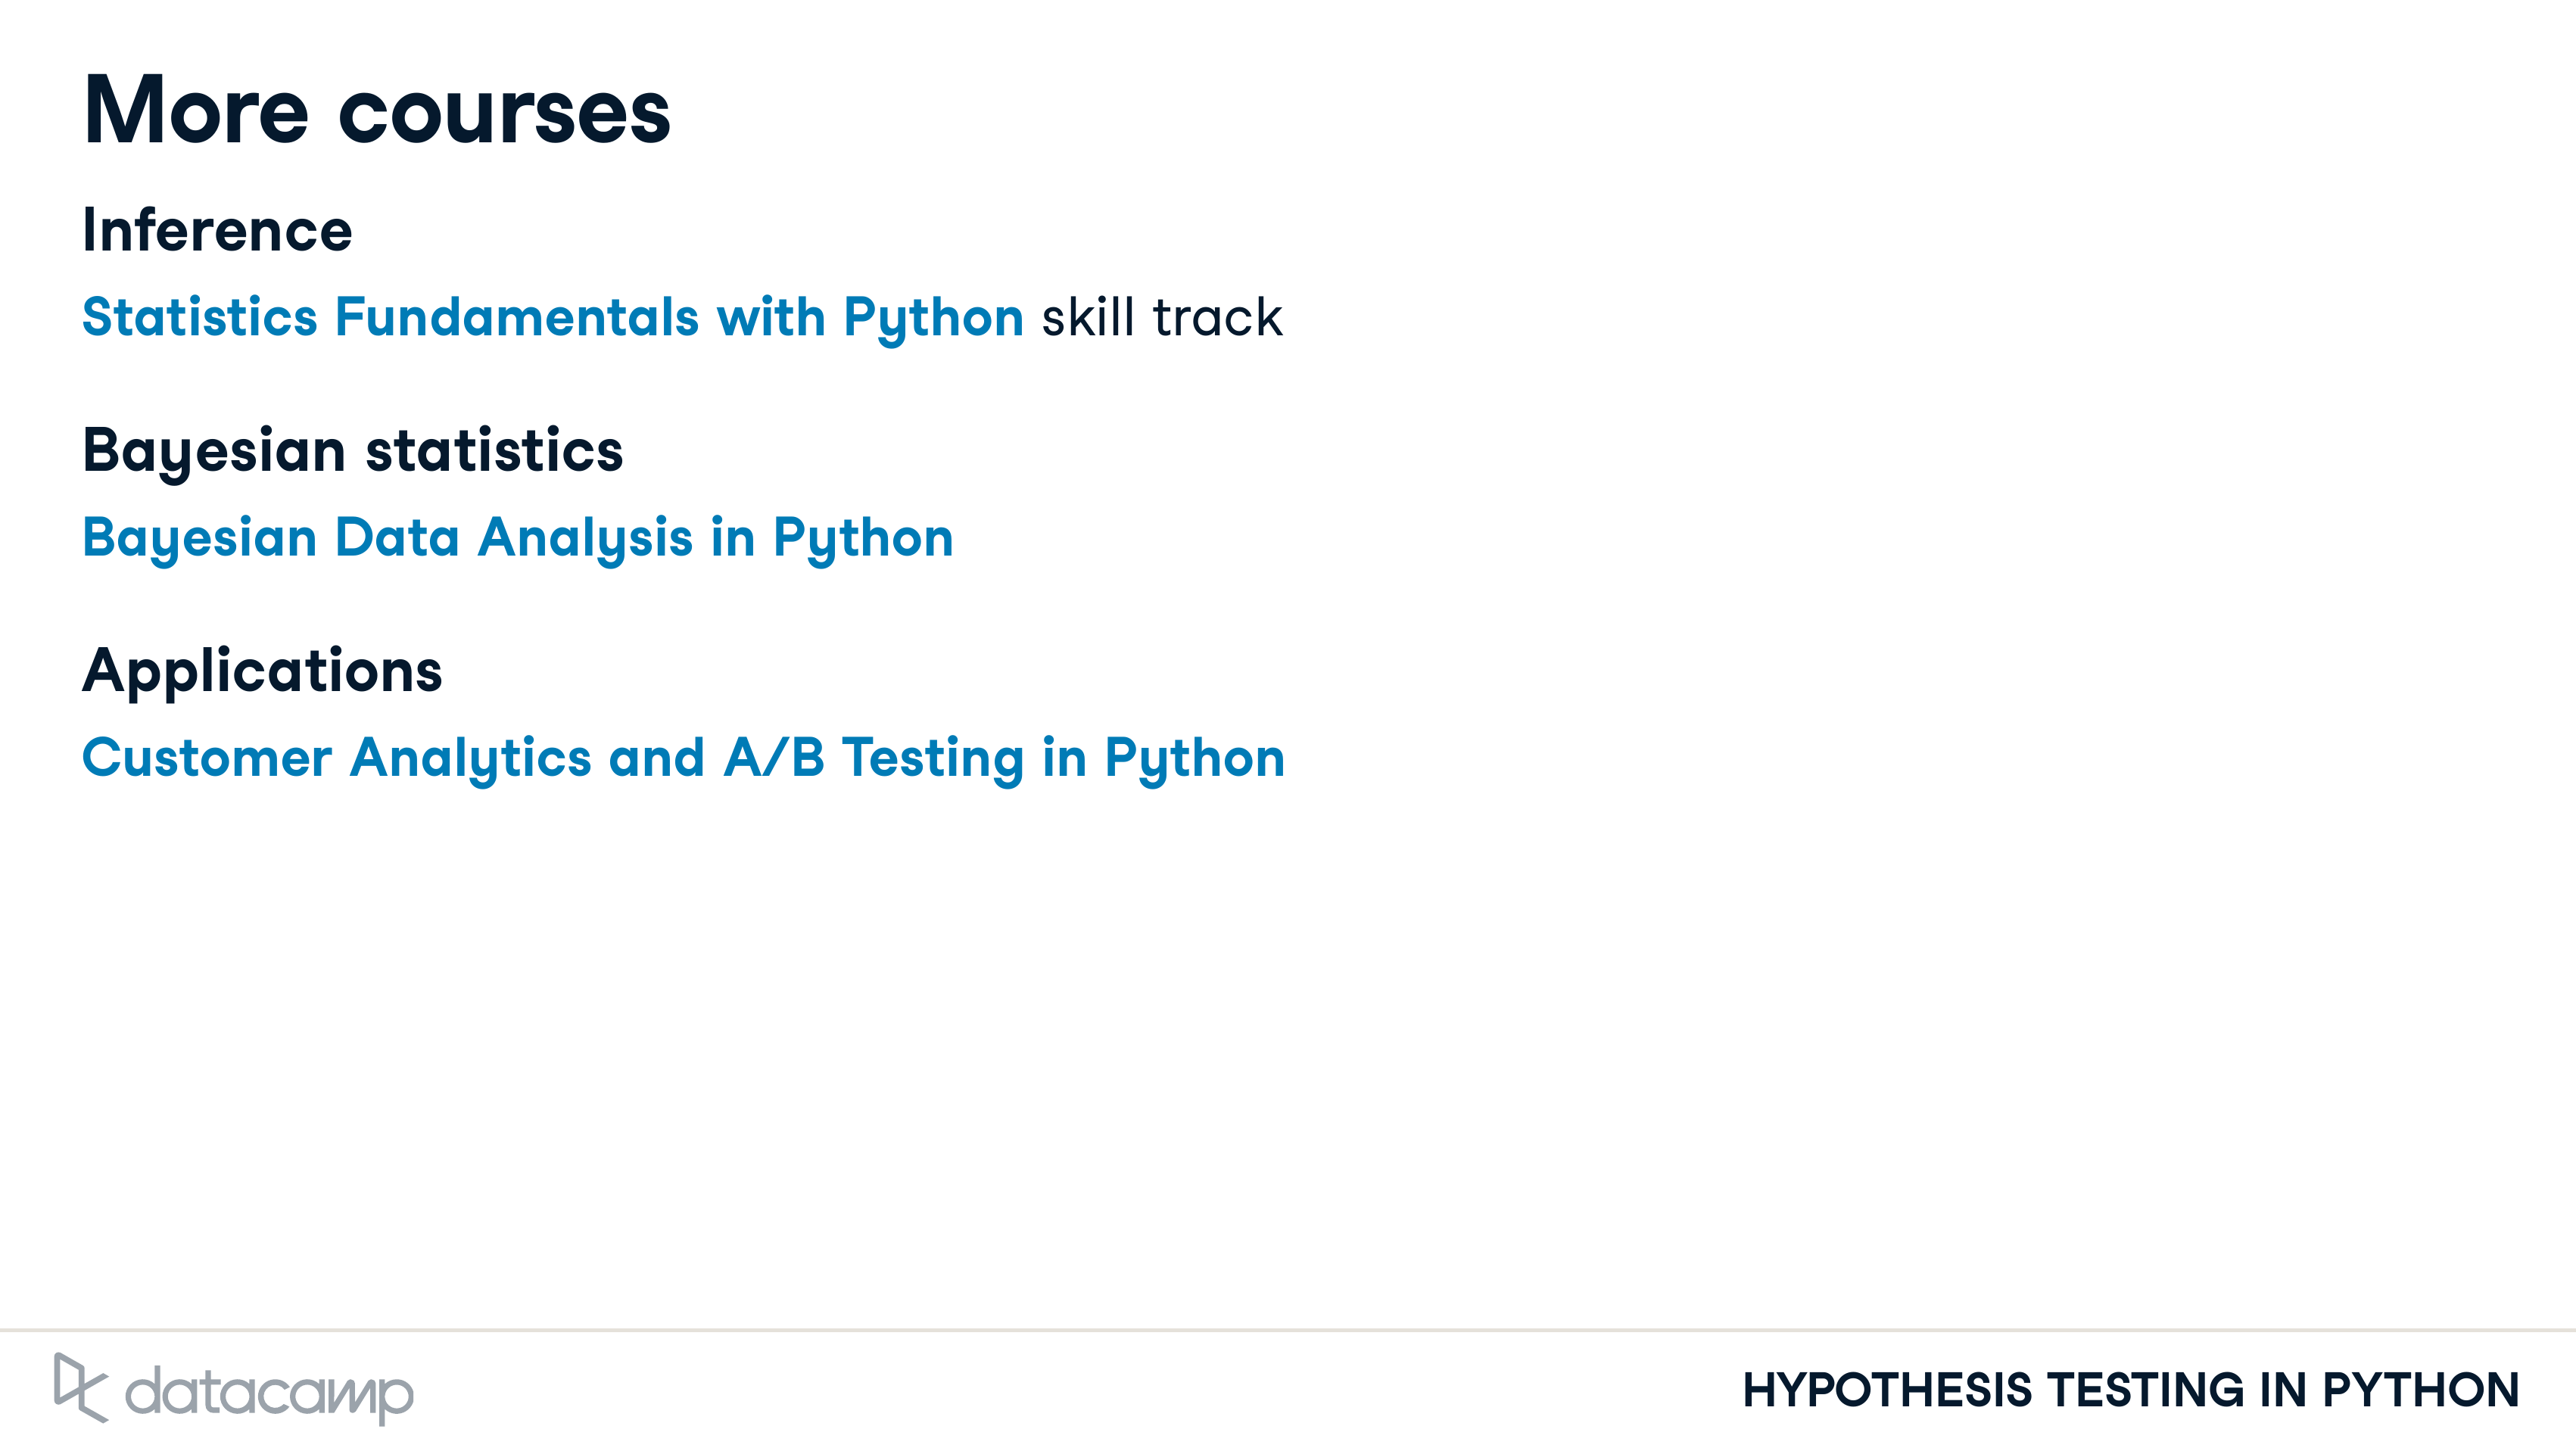 More courses
Inference
Statistics Fundamentals with Python skill track
Bayesian statistics
Bayesian Data Analysis in Python
Applications
Customer Analytics and A/B Testing in Python
datacamp
HYPOTHESIS TESTING IN PYTHON